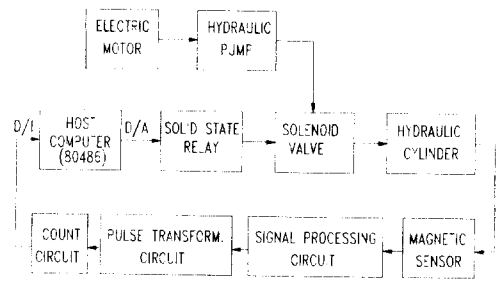 ELECTRIC
MOTOR
HYDRAULIC
PUMP
D/I
HOST
COMPUTER
(80486)
D/A
SOLID STATE
RELAY
SOLENOID
VALVE
HYDRAULIC
CYLINDER
COUNT
CIRCUIT
PULSE TRANSFORM.
CIRCUIT
SIGNAL PROCESSING
CIRCUIT
MAGNETIC
SENSOR